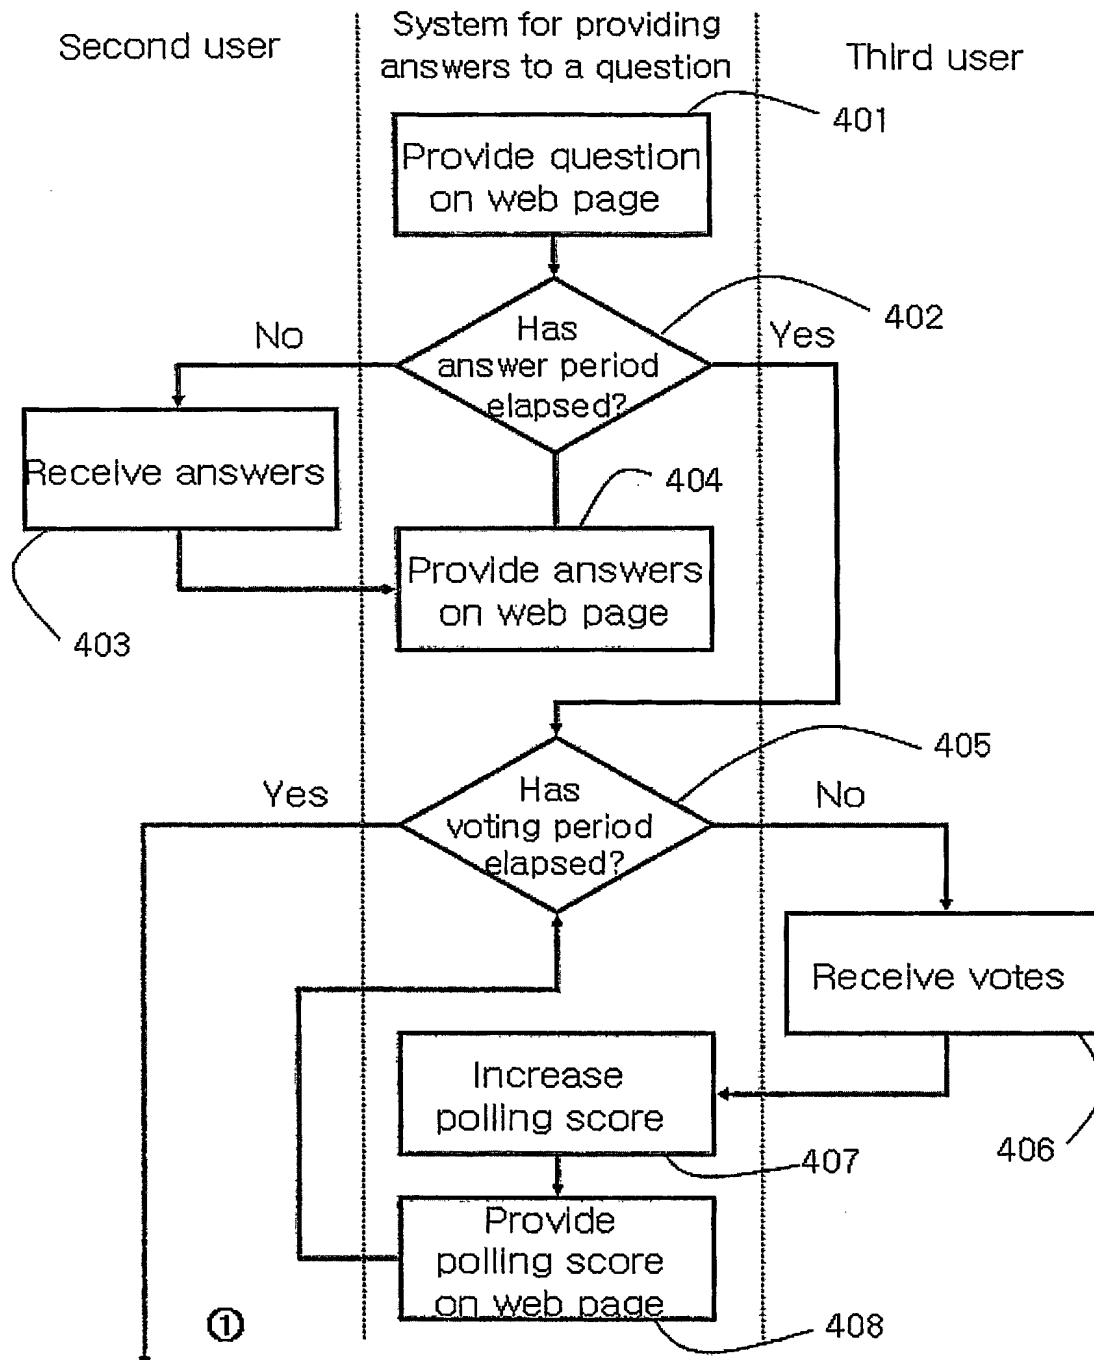 Second user
System for providing
answers to a question
Third user
401
Provide question
on web page
402
No
Has
answer period
elapsed?
Yes
Receive answers
404
403
Provide answers
on web page
405
Yes
Has
voting period
elapsed?
No
Receive votes
Increase
polling score
406
407
Provide
polling score
on web page
①
408